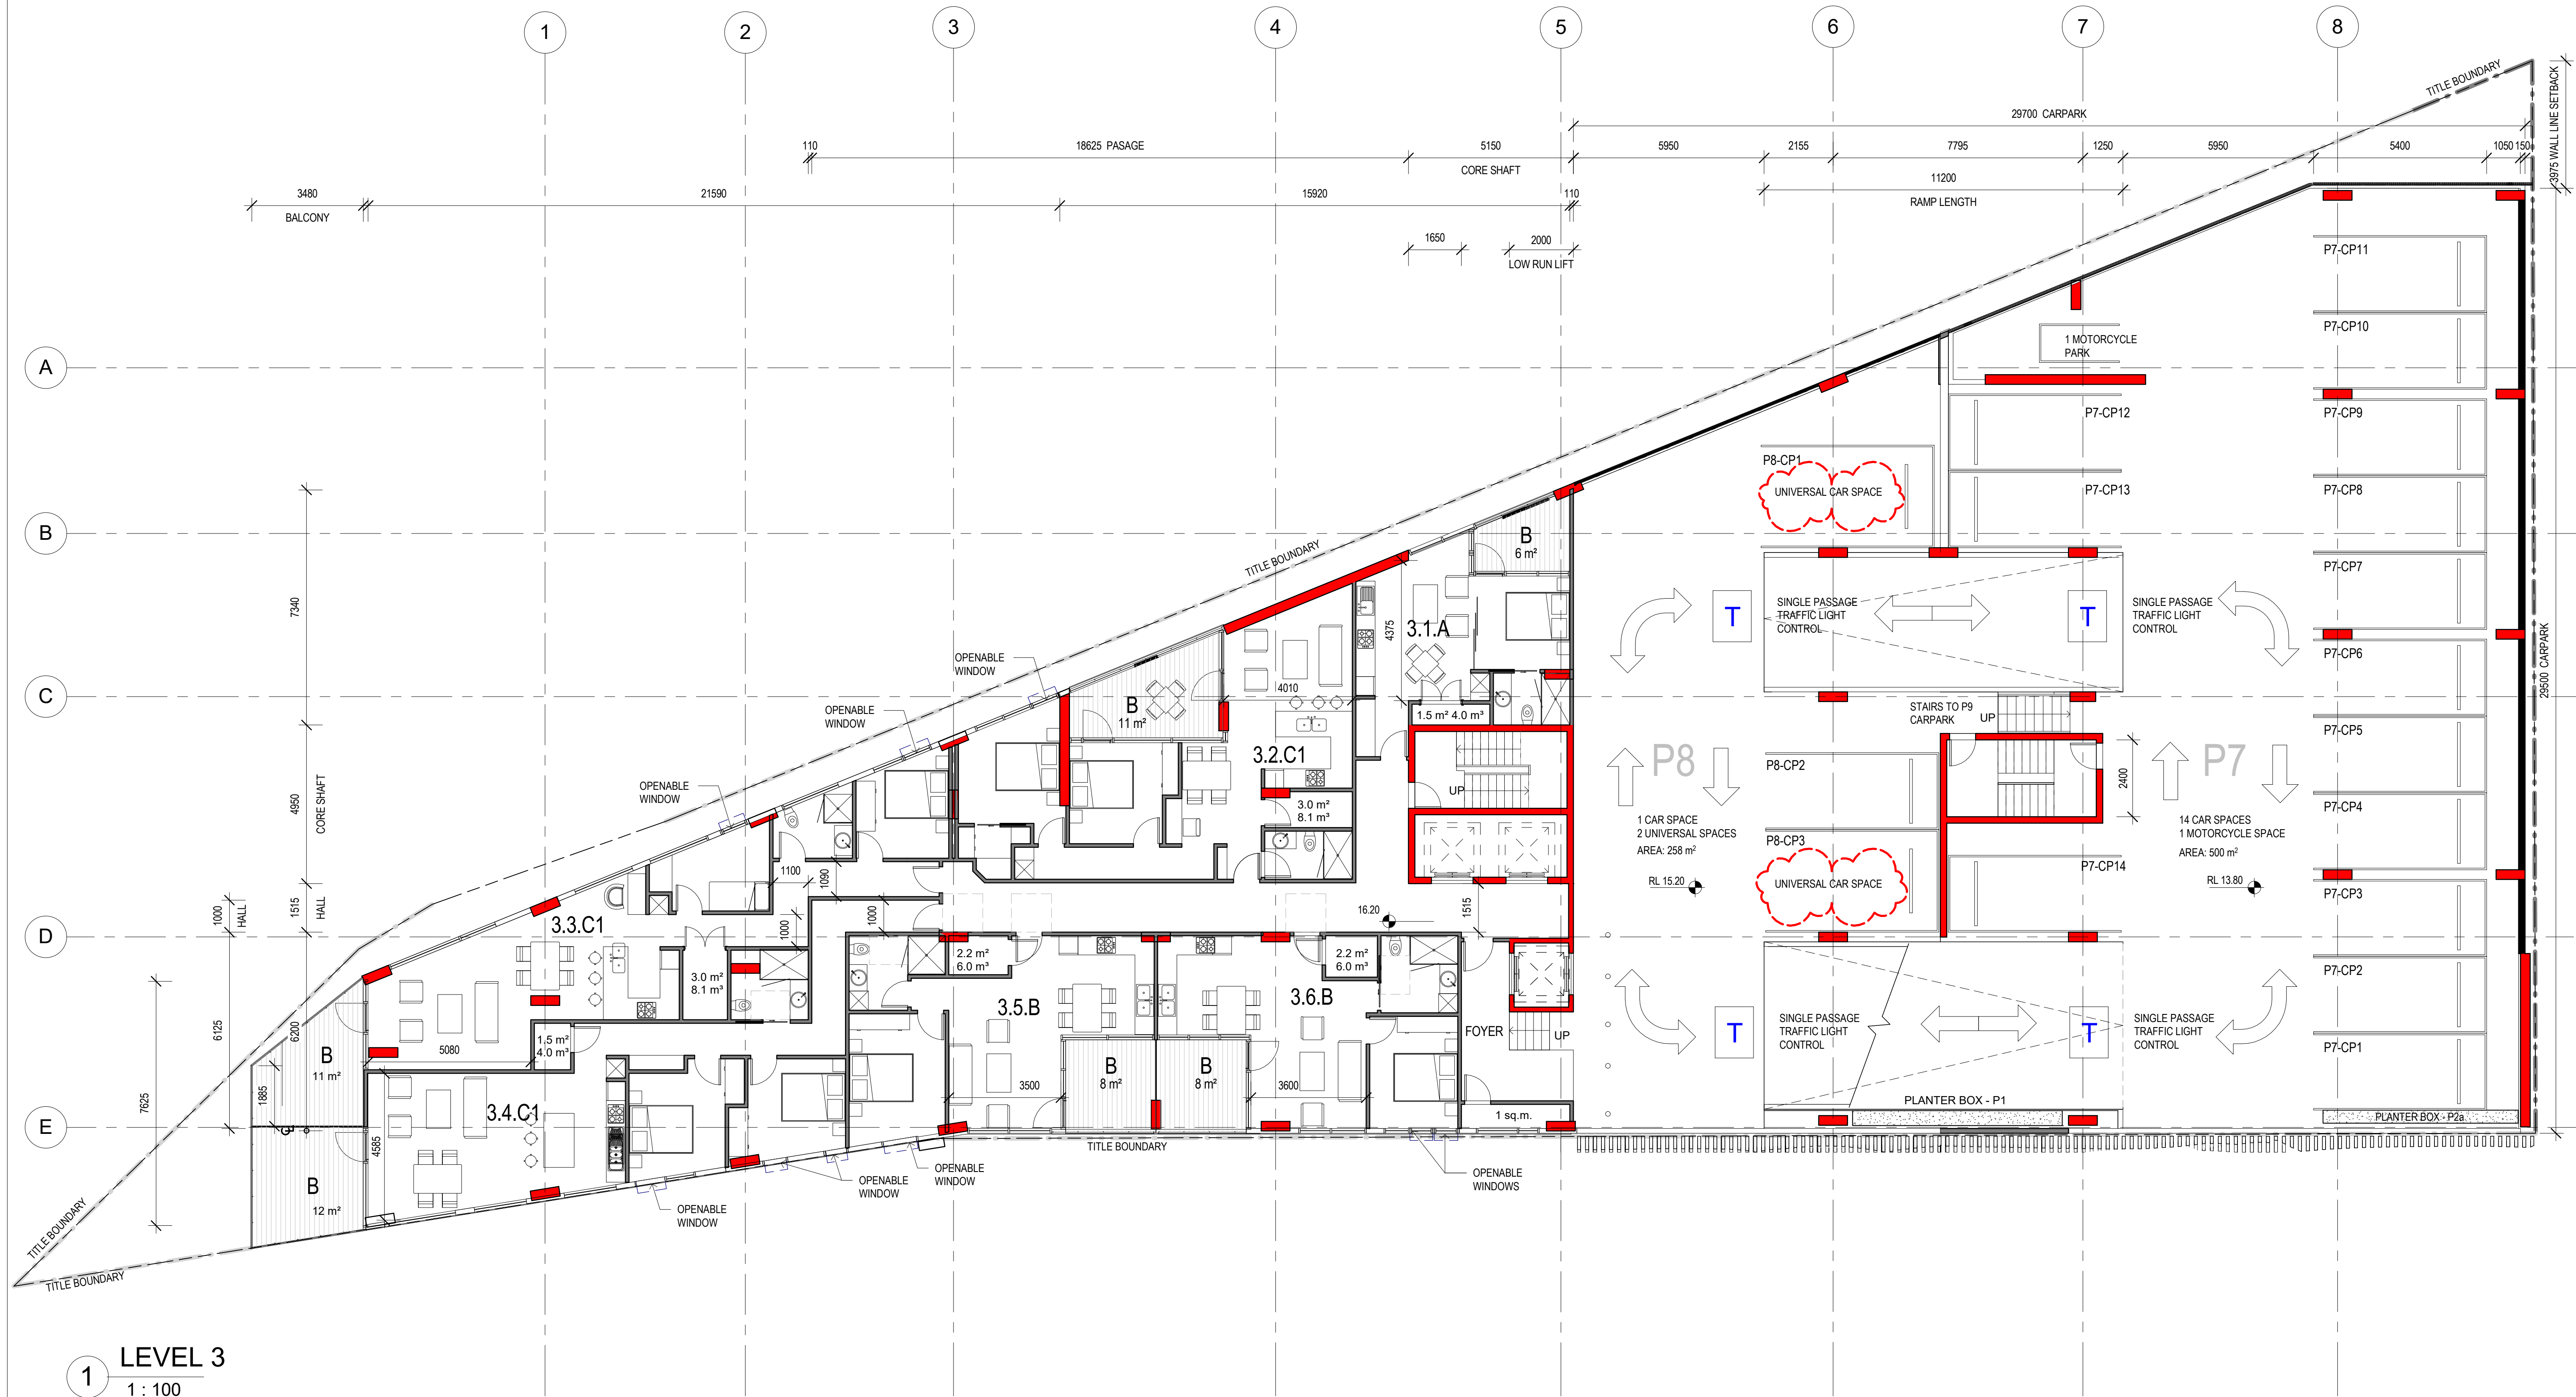 1
2
3
4
5
6
7
8
TITLE BOUNDARY
3975 WALL LINE SETBACK
29700 CARPARK
110
18625 PASAGE
5150
CORE SHAFT
5950
2155
7795
1250
5950
5400
1050
150
3480
BALCONY
21590
15920
110
11200
RAMP LENGTH
1650
2000
LOW RUN LIFT
A
B
C
D
E
P7-CP11
P7-CP10
1 MOTORCYCLE
PARK
P7-CP9
P7-CP12
P8-CP1
UNIVERSAL CAR SPACE
P7-CP13
P7-CP8
P7-CP7
B
6 m²
TITLE BOUNDARY
7340
4375
3.1.A
SINGLE PASSAGE
TRAFFIC LIGHT
CONTROL
T
T
SINGLE PASSAGE
TRAFFIC LIGHT
CONTROL
P7-CP6
29500 CARPARK
OPENABLE
WINDOW
4010
OPENABLE
WINDOW
B
11 m²
1.5 m² 4.0 m³
STAIRS TO P9
CARPARK
UP
P7-CP5
3.2.C1
P8
P7
2400
P8-CP2
OPENABLE
WINDOW
UP
4950
CORE SHAFT
3.0 m²
8.1 m³
P7-CP4
1 CAR SPACE
2 UNIVERSAL SPACES
AREA: 258 m²
14 CAR SPACES
1 MOTORCYCLE SPACE
AREA: 500 m²
P8-CP3
P7-CP14
UNIVERSAL CAR SPACE
RL 15.20
RL 13.80
P7-CP3
1100
1090
1000
HALL
1515
HALL
1000
1000
16.20
1515
3.3.C1
2.2 m²
6.0 m³
2.2 m²
6.0 m³
3.0 m²
8.1 m³
P7-CP2
3.5.B
3.6.B
6125
6200
FOYER
UP
SINGLE PASSAGE
TRAFFIC LIGHT
CONTROL
T
T
SINGLE PASSAGE
TRAFFIC LIGHT
CONTROL
P7-CP1
1.5 m²
4.0 m³
5080
B
11 m²
B
8 m²
B
8 m²
3500
3600
1885
7625
3.4.C1
PLANTER BOX - P1
PLANTER BOX - P2a
1 sq.m.
4585
TITLE BOUNDARY
OPENABLE
WINDOW
OPENABLE
WINDOW
OPENABLE
WINDOWS
B
12 m²
OPENABLE
WINDOW
TITLE BOUNDARY
TITLE BOUNDARY
1
LEVEL 3
1 : 100